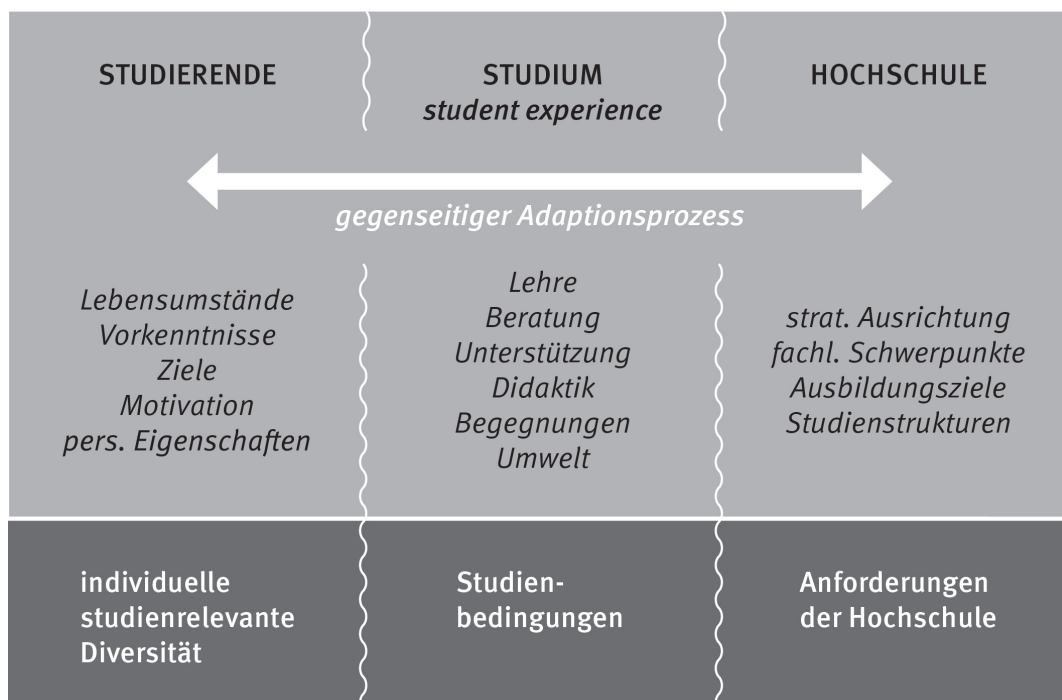 STUDIERENDE
STUDIUM
student experience
HOCHSCHULE
gegenseitiger Adaptionsprozess
Lebensumstände
Vorkenntnisse
Ziele
Motivation
pers. Eigenschaften
Lehre
Beratung
Unterstützung
Didaktik
Begegnungen
Umwelt
strat. Ausrichtung
fachl. Schwerpunkte
Ausbildungsziele
Studienstrukturen
individuelle
studienrelevante
Diversität
Studien-
bedingungen
Anforderungen
der Hochschule